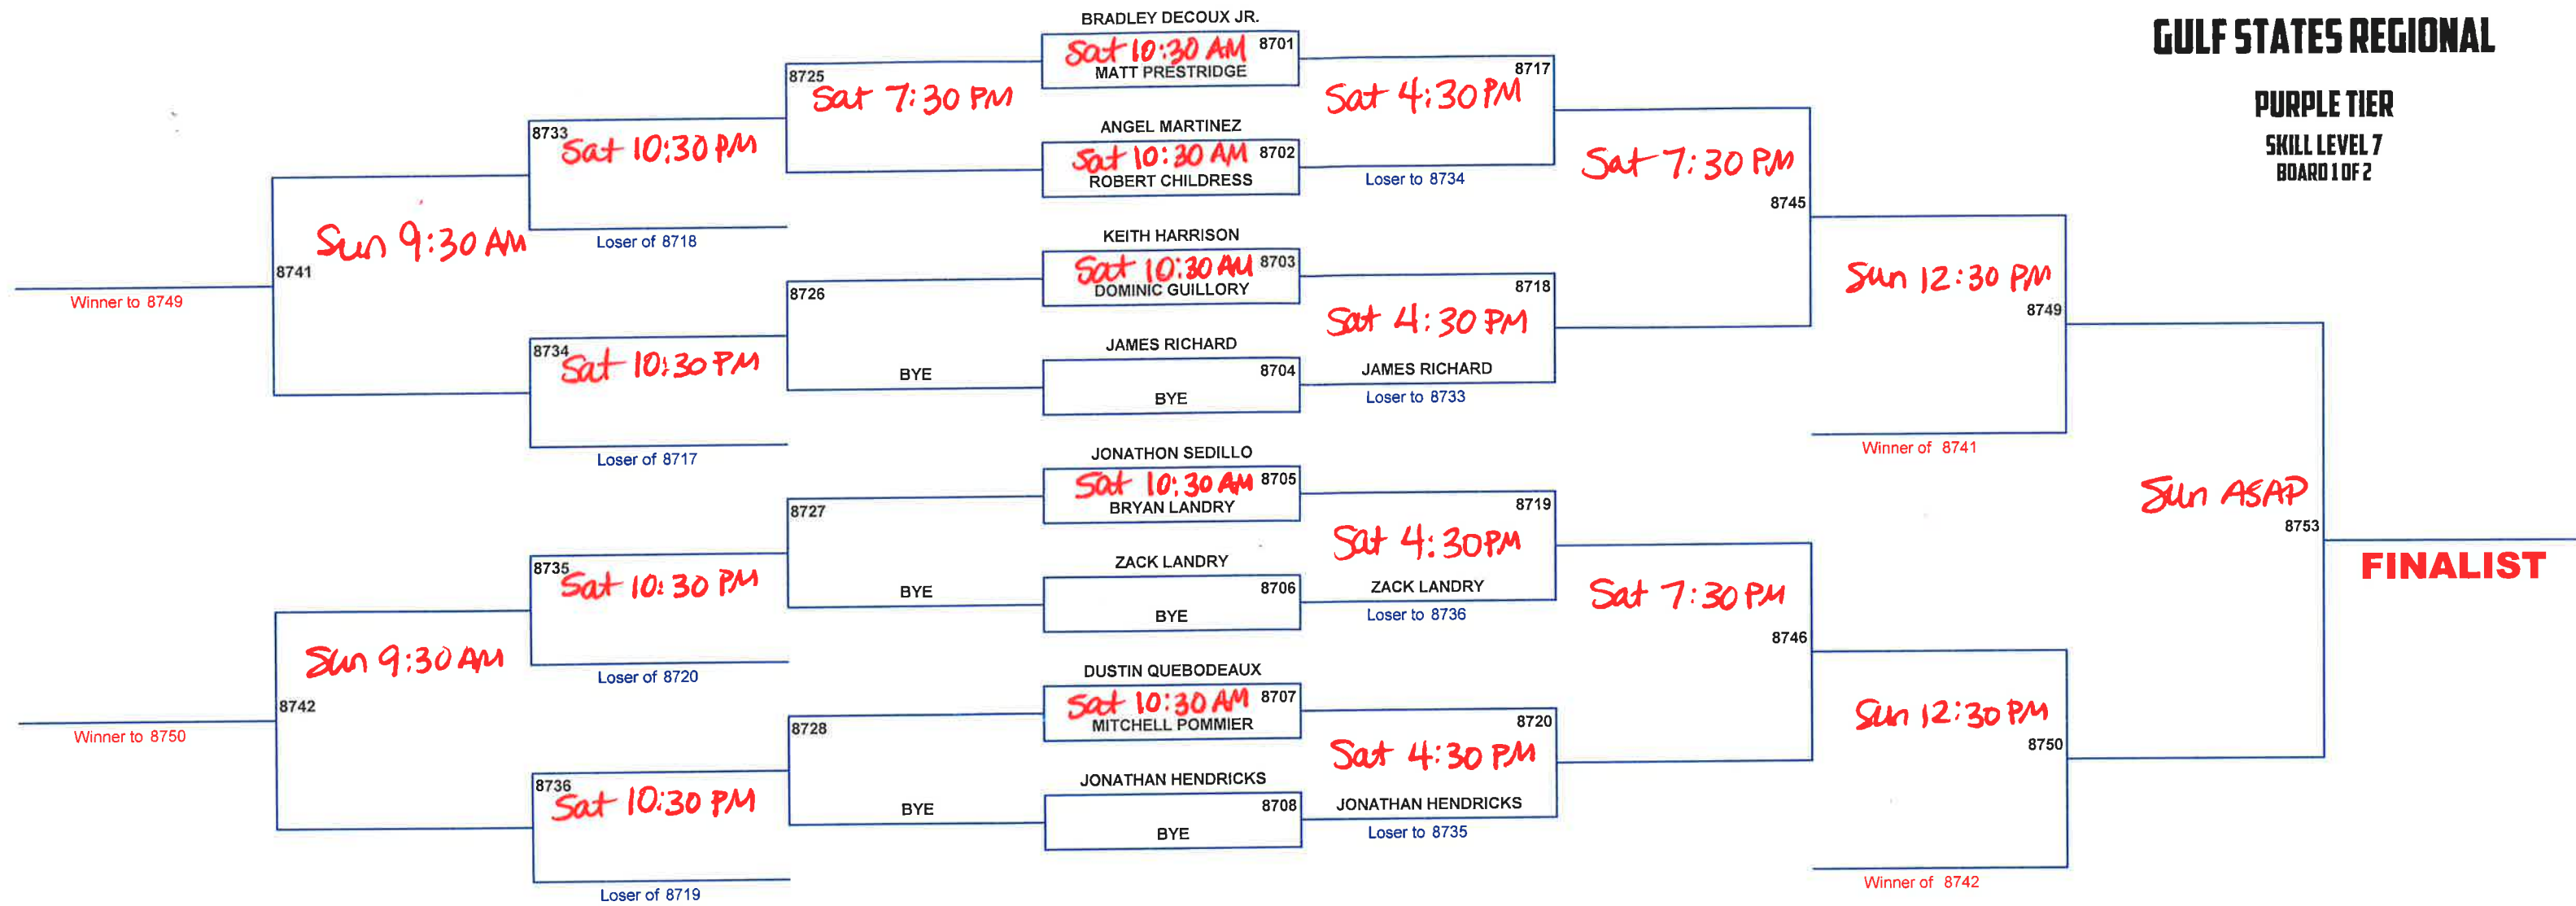 GULF STATES REGIONAL
PURPLE TIER
SKILL LEVEL 7
BOARD 1 OF 2
BRADLEY DECOUX JR.
Sat 10:30 AM 8701
MATT PRESTRIDGE
ANGEL MARTINEZ
Sat 10:30 AM 8702
ROBERT CHILDRESS
KEITH HARRISON
Sat 10:30 AM 8703
DOMINIC GUILLORY
JAMES RICHARD
8704
BYE
JONATHON SEDILLO
Sat 10:30 AM 8705
BRYAN LANDRY
ZACK LANDRY
8706
BYE
DUSTIN QUEBODEAUX
Sat 10:30 AM 8707
MITCHELL POMMIER
JONATHAN HENDRICKS
8708
BYE
8717
Sat 4:30 PM
Loser to 8734
8718
Sat 4:30 PM
JAMES RICHARD
Loser to 8733
8719
Sat 4:30 PM
ZACK LANDRY
Loser to 8736
8720
Sat 4:30 PM
JONATHAN HENDRICKS
Loser to 8735
Sat 7:30 PM
8745
Sat 7:30 PM
8746
Sun 12:30 PM
8749
Winner of 8741
Sun 12:30 PM
8750
Winner of 8742
Sun ASAP
8753
FINALIST
8725
Sat 7:30 PM
8726
BYE
8727
BYE
8728
BYE
8733
Sat 10:30 PM
Loser of 8718
8734
Sat 10:30 PM
Loser of 8717
8735
Sat 10:30 PM
Loser of 8720
8736
Sat 10:30 PM
Loser of 8719
Sun 9:30 AM
8741
Winner to 8749
Sun 9:30 AM
8742
Winner to 8750